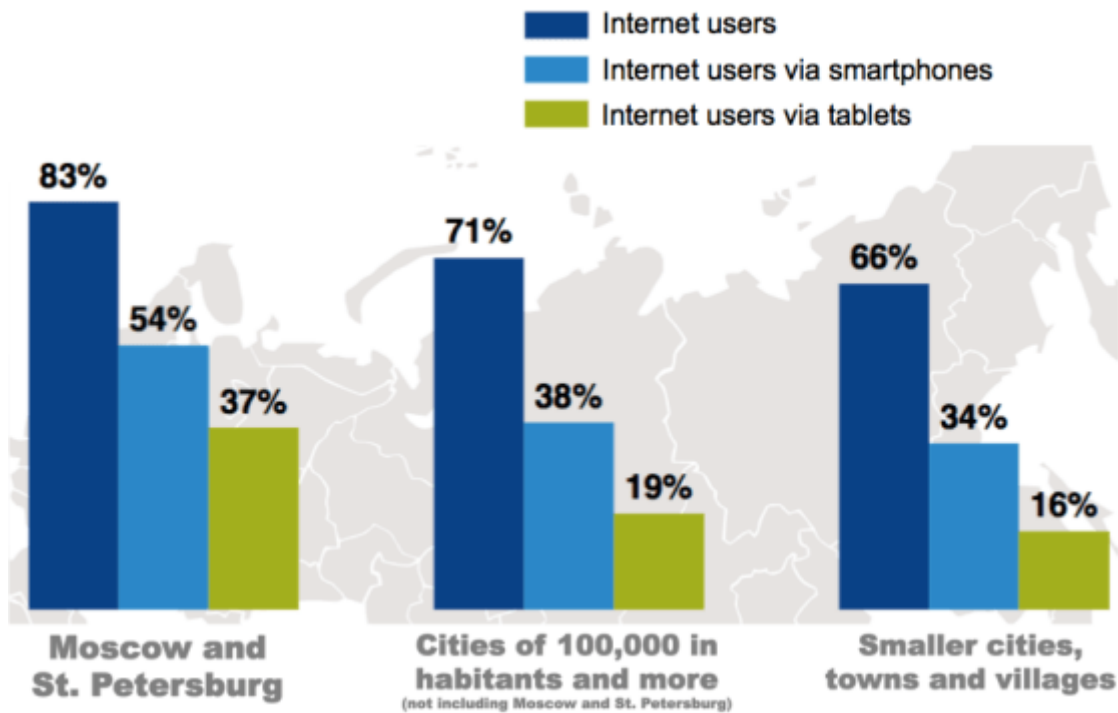 Internet users
Internet users via smartphones
Internet users via tablets
83%
54%
37%
71%
38%
19%
66%
34%
16%
Moscow and
St. Petersburg
Cities of 100,000 in
habitants and more
(not including Moscow and St. Petersburg)
Smaller cities,
towns and villages